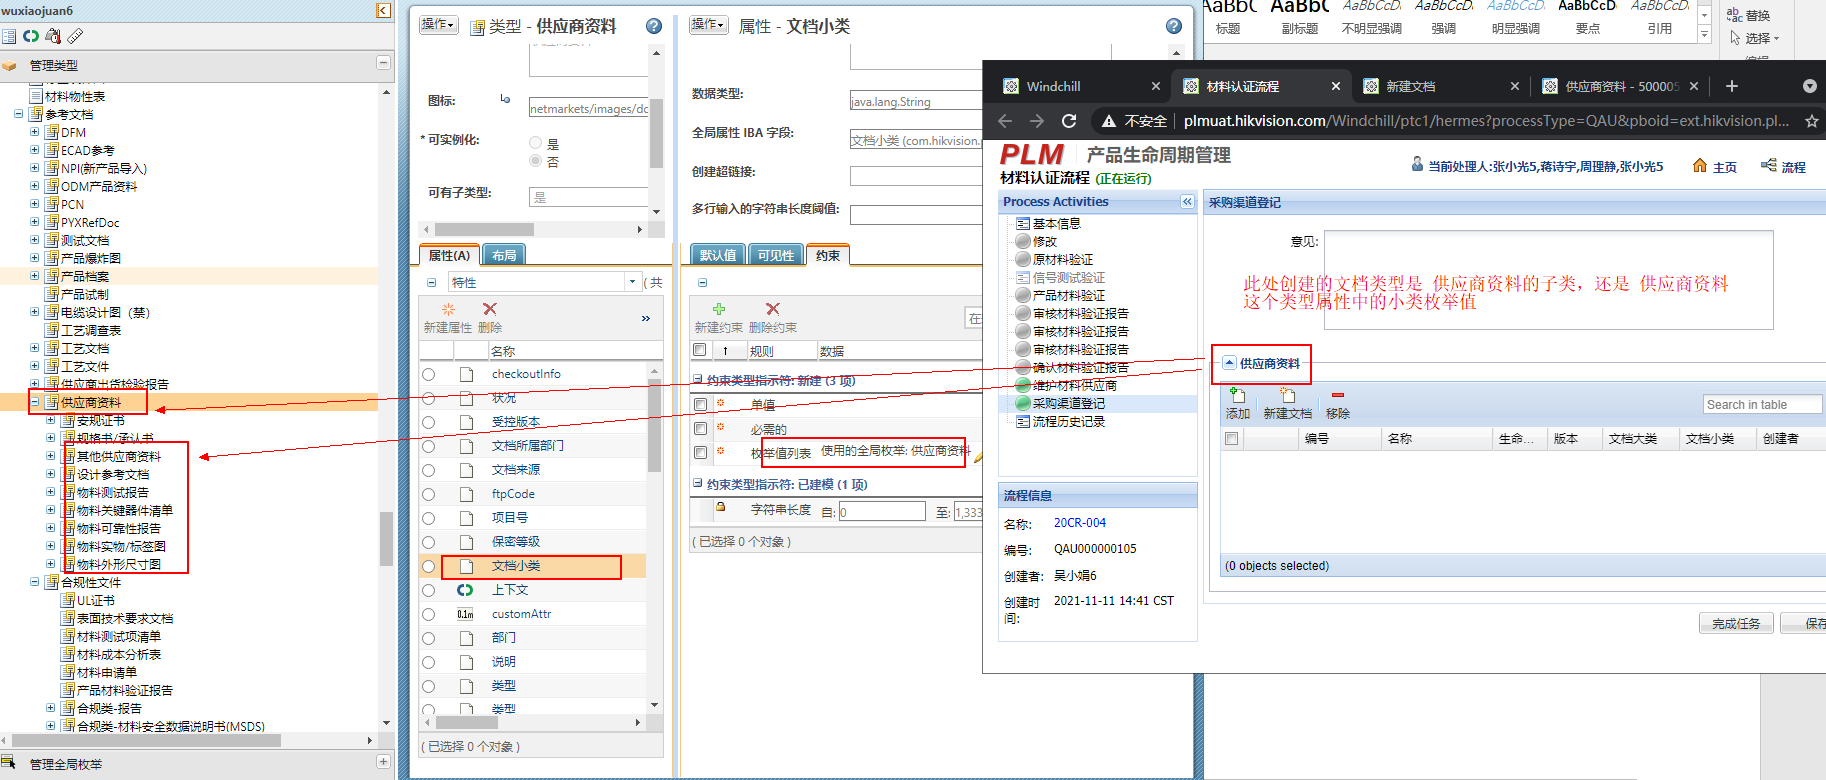 wuxiaojuan6
管理类型
材料物性表
参考文档
DFM
ECAD参考
NPI(新产品导入)
ODM产品资料
PCN
PYXRefDoc
测试文档
产品爆炸图
产品档案
产品试制
电缆设计图（禁）
工艺调查表
工艺文档
工艺文件
供应商出货检验报告
供应商资料
安规证书
规格书/承认书
其他供应商资料
设计参考文档
物料测试报告
物料关键器件清单
物料可靠性报告
物料实物/标签图
物料外形尺寸图
合规性文件
UL证书
表面技术要求文档
材料测试项清单
材料成本分析表
材料申请单
产品材料验证报告
合规类-报告
合规类-材料安全数据说明书(MSDS)
管理全局枚举
操作
类型 - 供应商资料
图标:
netmarkets/images/dc
* 可实例化:
是
否
可有子类型:
是
属性(A)
布局
特性
( 共
新建属性
删除
名称
checkoutInfo
状况
受控版本
文档所属部门
文档来源
ftpCode
项目号
保密等级
文档小类
上下文
customAttr
部门
说明
类型
类型
( 已选择 0 个对象 )
操作
属性 - 文档小类
数据类型:
java.lang.String
全局属性 IBA 字段:
文档小类 (com.hikvision.
创建超链接:
多行输入的字符串长度阈值:
默认值
可见性
约束
新建约束
删除约束
在
规则
数据
约束类型指示符: 新建 (3 项)
单值
必需的
枚举值列表
使用的全局枚举: 供应商资料
约束类型指示符: 已建模 (1 项)
字符串长度
自: 0
至: 1,333
( 已选择 0 个对象 )
AaBbCcD
标题
副标题
不明显强调
强调
明显强调
要点
引用
替换
选择
Windchill
材料认证流程
新建文档
供应商资料 - 500005
不安全
plmuat.hikvision.com/Windchill/ptc1/hermes?processType=QAU&pboid=ext.hikvision.pl...
PLM
产品生命周期管理
材料认证流程 (正在运行)
当前处理人:张小光5,蒋诗宇,周理静,张小光5
主页
流程
Process Activities
基本信息
修改
原材料验证
信号测试验证
产品材料验证
审核材料验证报告
审核材料验证报告
审核材料验证报告
确认材料验证报告
维护材料供应商
采购渠道登记
流程历史记录
流程信息
名称:
20CR-004
编号:
QAU000000105
创建者:
吴小娟6
创建时间:
2021-11-11 14:41 CST
采购渠道登记
意见:
此处创建的文档类型是 供应商资料的子类，还是 供应商资料
这个类型属性中的小类枚举值
供应商资料
添加
新建文档
移除
Search in table
编号
名称
生命...
版本
文档大类
文档小类
创建者
(0 objects selected)
完成任务
保存